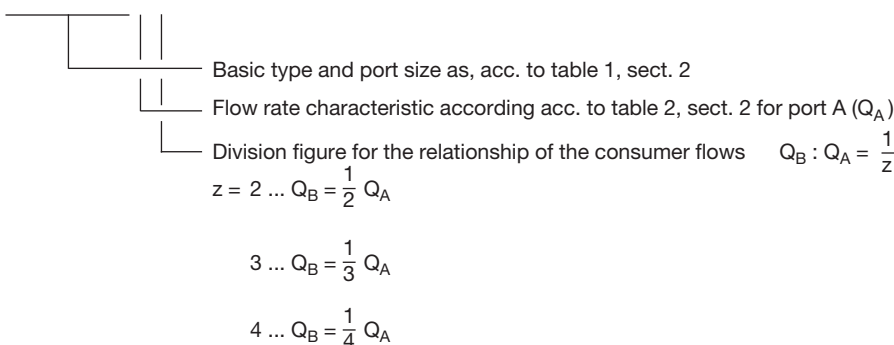 Basic type and port size as, acc. to table 1, sect. 2
Flow rate characteristic according acc. to table 2, sect. 2 for port A (Q_A)
Division figure for the relationship of the consumer flows Q_B : Q_A = 1/z
z = 2 ... Q_B = 1/2 Q_A
3 ... Q_B = 1/3 Q_A
4 ... Q_B = 1/4 Q_A